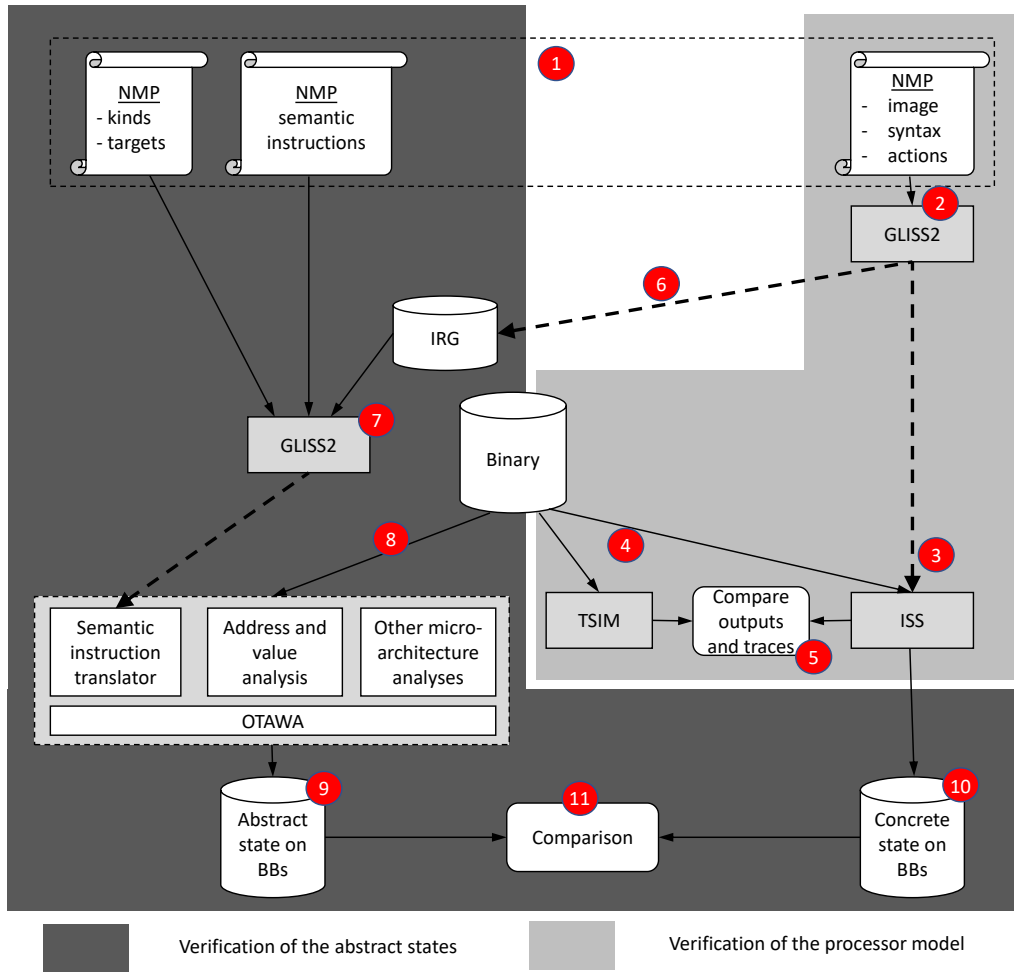 1
NMP
- kinds
- targets
NMP
semantic
instructions
NMP
- image
- syntax
- actions
2
GLISS2
6
IRG
7
GLISS2
Binary
8
4
3
Semantic
instruction
translator
Address and
value
analysis
Other micro-
architecture
analyses
OTAWA
TSIM
Compare
outputs
and traces
5
ISS
9
Abstract
state on
BBs
11
Comparison
10
Concrete
state on
BBs
Verification of the abstract states
Verification of the processor model